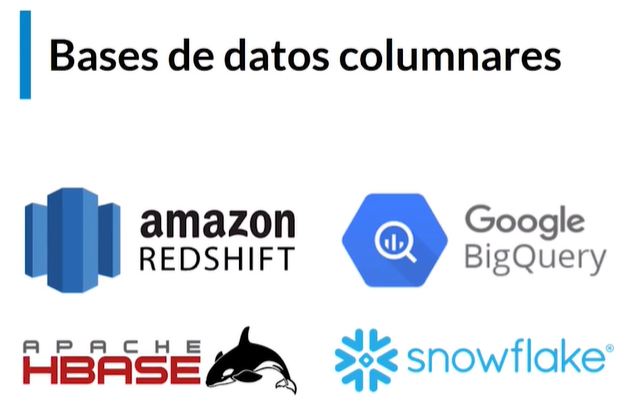 Bases de datos columnares
amazon
REDSHIFT
Google
BigQuery
APACHE
HBASE
snowflake®